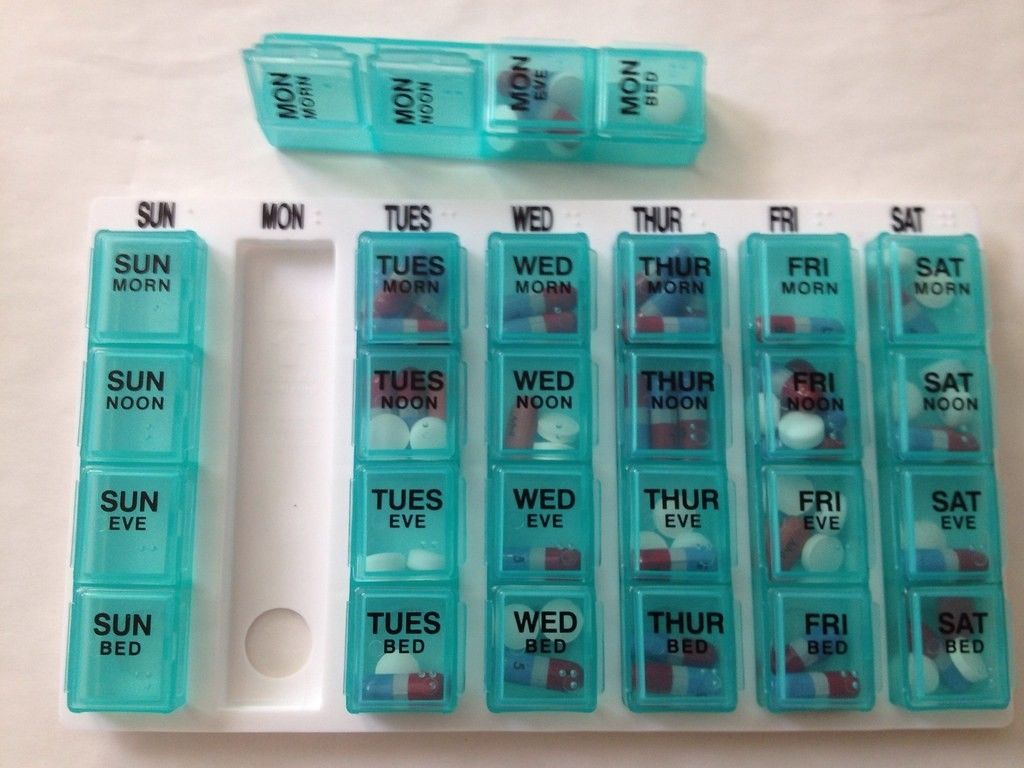 MON MORN
MON NOON
MON EVE
MON BED
SUN MON TUES WED THUR FRI SAT
SUN
MORN
TUES
MORN
WED
MORN
THUR
MORN
FRI
MORN
SAT
MORN
SUN
NOON
TUES
NOON
WED
NOON
THUR
NOON
FRI
NOON
SAT
NOON
SUN
EVE
TUES
EVE
WED
EVE
THUR
EVE
FRI
EVE
SAT
EVE
SUN
BED
TUES
BED
WED
BED
THUR
BED
FRI
BED
SAT
BED